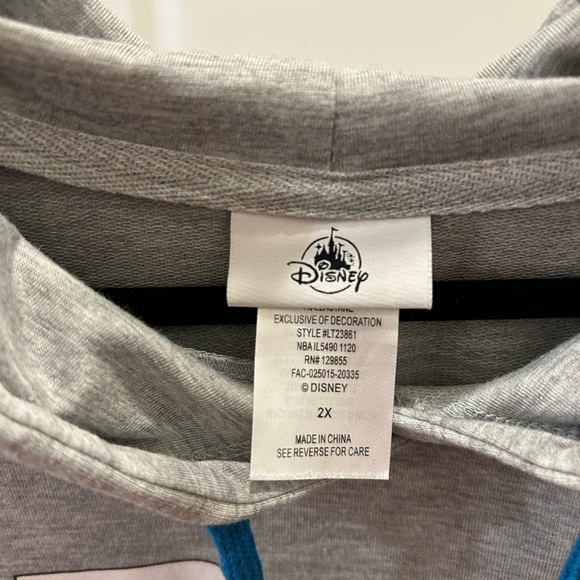 Disney
EXCLUSIVE OF DECORATION
STYLE #LT23861
NBA IL5490 1120
RN# 129855
FAC-025015-20335
© DISNEY
2X
MADE IN CHINA
SEE REVERSE FOR CARE